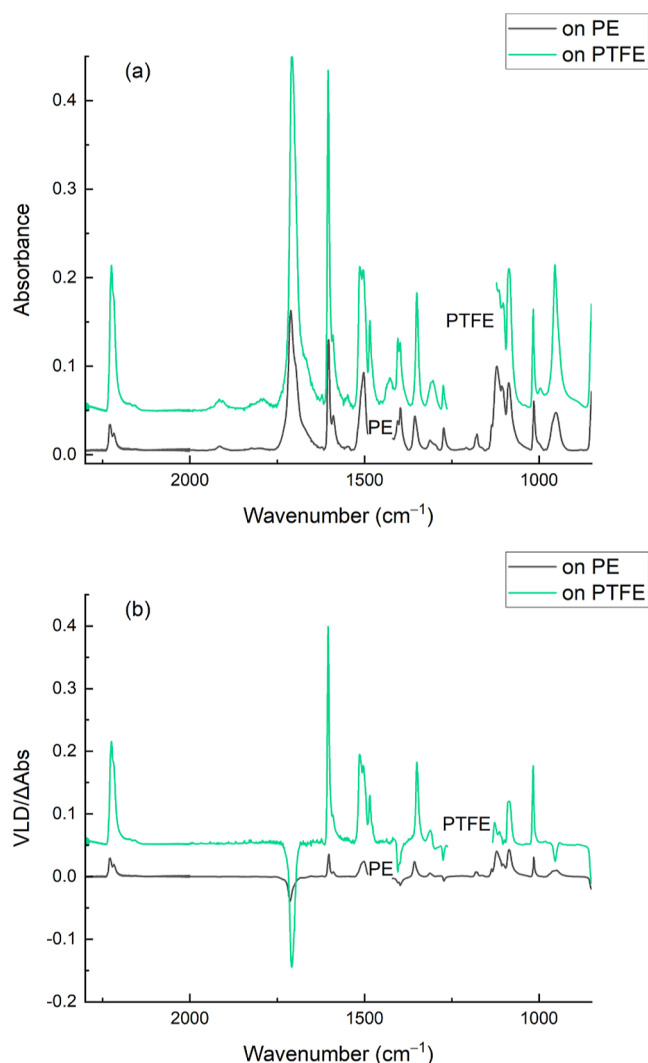 on PE
on PTFE
(a)
0.4
0.3
0.2
0.1
0.0
Absorbance
PTFE
PE
2000
1500
1000
Wavenumber (cm⁻¹)
on PE
on PTFE
(b)
0.4
0.3
0.2
0.1
0.0
-0.1
-0.2
VLD/ΔAbs
PTFE
PE
2000
1500
1000
Wavenumber (cm⁻¹)